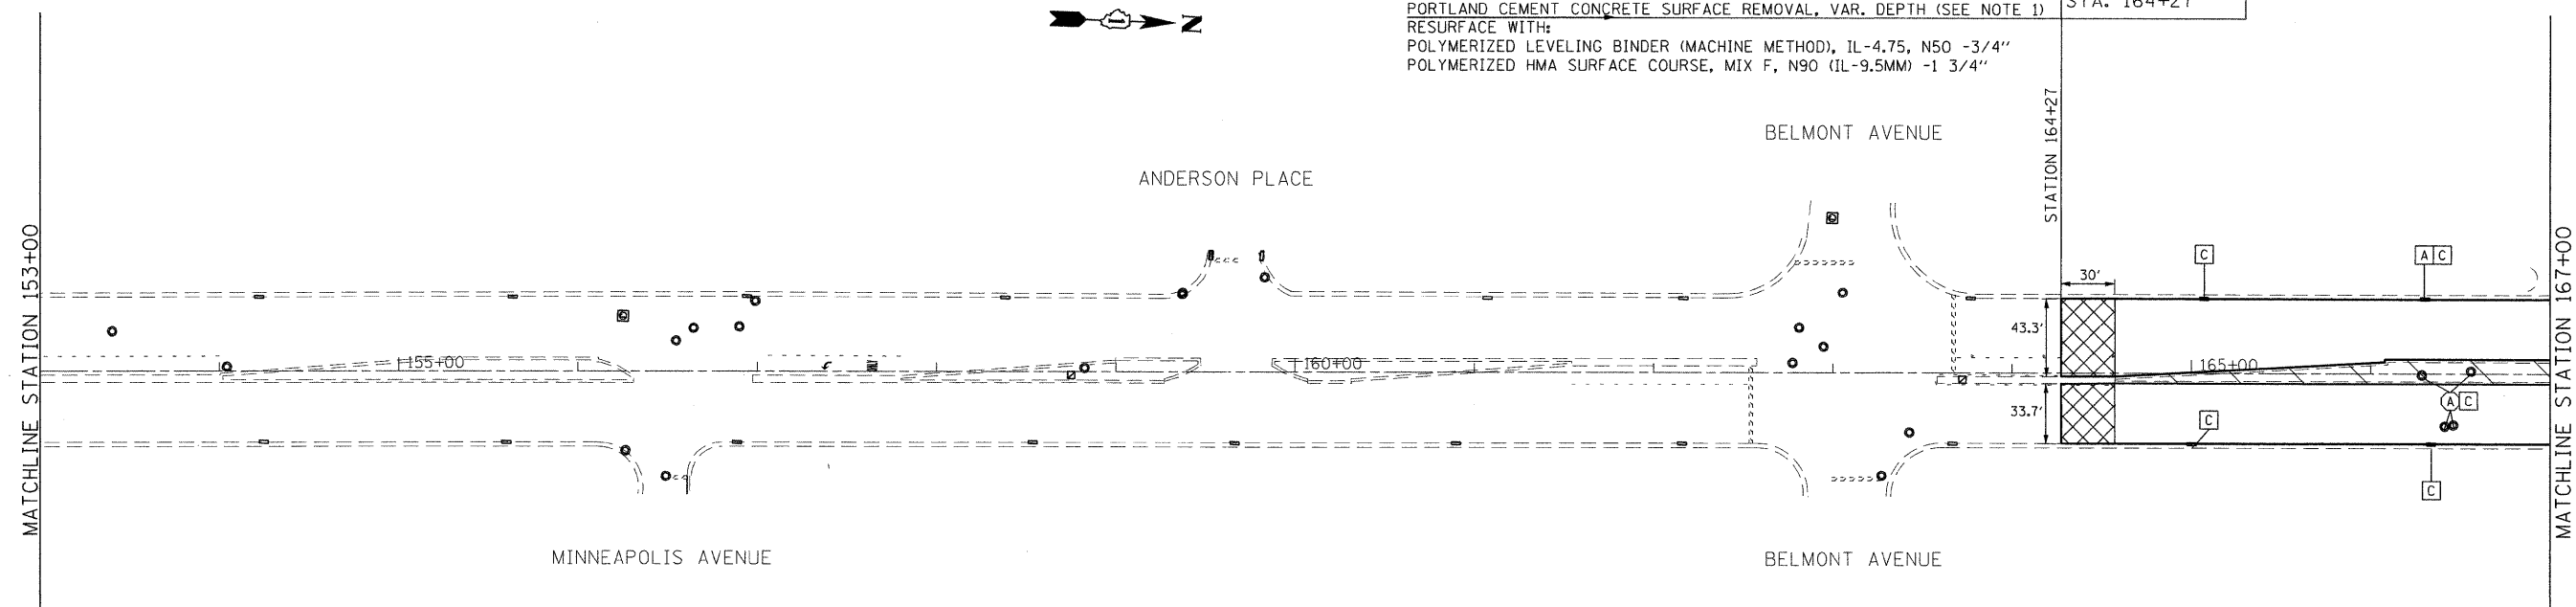 PORTLAND CEMENT CONCRETE SURFACE REMOVAL, VAR. DEPTH (SEE NOTE 1)
STA. 164+27
RESURFACE WITH:
POLYMERIZED LEVELING BINDER (MACHINE METHOD), IL-4.75, N50 -3/4"
POLYMERIZED HMA SURFACE COURSE, MIX F, N90 (IL-9.5MM) -1 3/4"
N
STATION 164+27
BELMONT AVENUE
ANDERSON PLACE
MATCHLINE STATION 153+00
MATCHLINE STATION 167+00
C
A C
30'
43.3'
155+00
160+00
165+00
A C
33.7'
C
C
MINNEAPOLIS AVENUE
BELMONT AVENUE